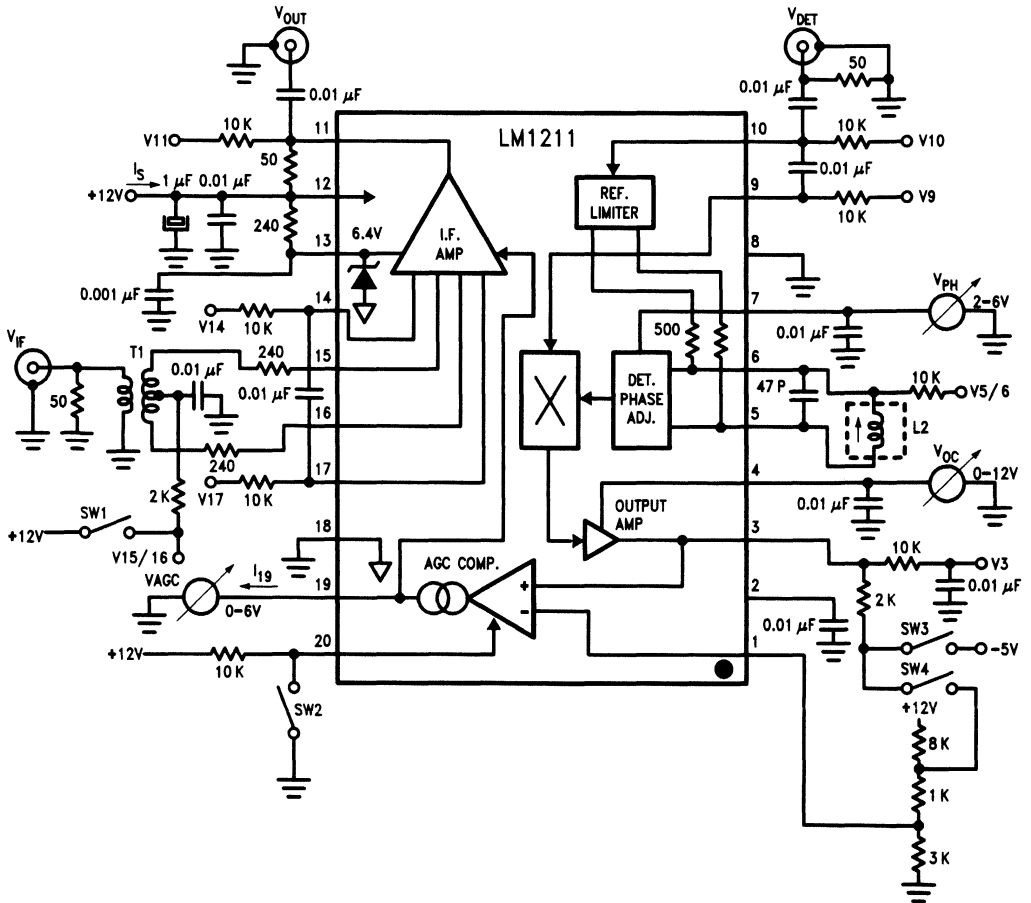 VOUT
VDET
50
0.01 µF
0.01 µF
LM1211
V11
10 K
11
10
10 K
V10
50
IS
1 µF
0.01 µF
0.01 µF
+12V
12
REF.
LIMITER
9
V9
240
10 K
13
6.4V
I.F.
AMP
8
0.001 µF
VPH
2-6V
14
7
V14
10 K
0.01 µF
VIF
T1
240
15
500
6
0.01 µF
0.01 µF
DET.
PHASE
ADJ.
47 P
10 K
V5/6
50
16
5
L2
240
VOC
0-12V
17
4
2 K
V17
10 K
0.01 µF
SW1
OUTPUT
AMP
+12V
18
3
10 K
V3
V15/16
AGC COMP.
VAGC
I19
19
2
0.01 µF
0-6V
+
-
2 K
0.01 µF
SW3
-5V
+12V
20
1
10 K
SW4
SW2
+12V
8 K
1 K
3 K